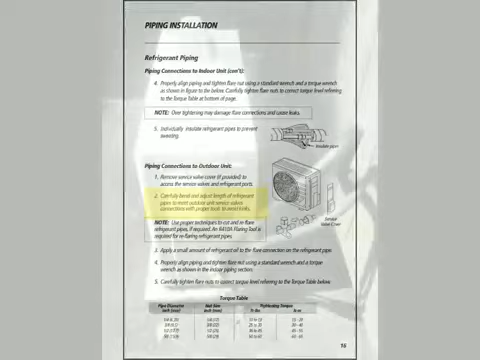 PIPING INSTALLATION
Refrigerant Piping
Piping Connections to Indoor Unit (con't):
4. Properly align piping and tighten flare nut using a standard wrench and a torque wrench
as shown in figure to the below. Carefully tighten flare nuts to correct torque level referring
to the Torque Table at bottom of page.
NOTE: Over tightening may damage flare connections and cause leaks.
5. Individually insulate refrigerant pipes to prevent
sweating.
Insulate pipes
Piping Connections to Outdoor Unit:
1. Remove service valve cover (if provided) to
access the service valves and refrigerant ports.
2. Carefully bend and adjust length of refrigerant
pipes to meet outdoor unit service valves
connections with proper tools to avoid kinks.
Service
Valve Cover
NOTE: Use proper techniques to cut and re-flare
refrigerant pipes, if required. An R410A Flaring Tool is
required for re-flaring refrigerant pipes.
3. Apply a small amount of refrigerant oil to the flare connection on the refrigerant pipe.
4. Properly align piping and tighten flare nut using a standard wrench and a torque
wrench as shown in the indoor piping section.
5. Carefully tighten flare nuts to correct torque level referring to the Torque Table below.
Torque Table
Pipe Diameter Nut Size Tightening Torque
Inch (mm) Inch (mm) Ft-lbs N-m
16